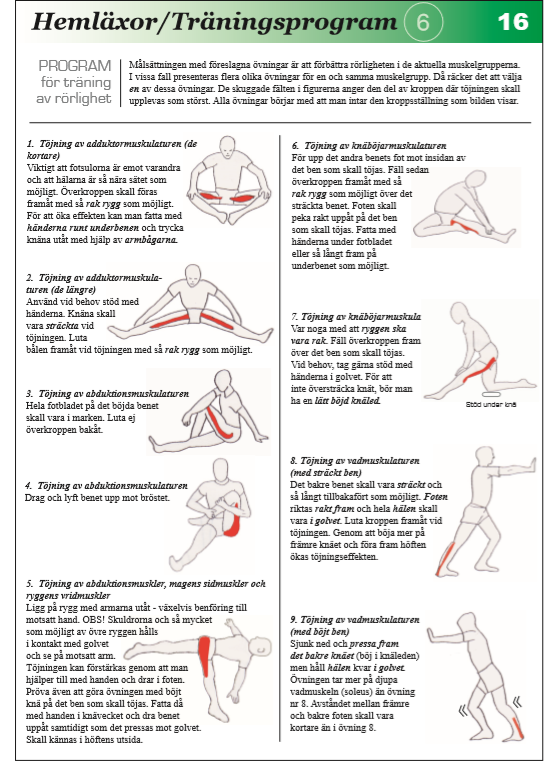 Hemläxor/Träningsprogram 6 16
PROGRAM
för träning
av rörlighet
Målsättningen med föreslagna övningar är att förbättra rörligheten i de aktuella muskelgrupperna.
I vissa fall presenteras flera olika övningar för en och samma muskelgrupp. Då räcker det att välja
en av dessa övningar. De skuggade fälten i figurerna anger den del av kroppen där töjningen skall
upplevas som störst. Alla övningar börjar med att man intar den kroppsställning som bilden visar.
1. Töjning av adduktormuskulaturen (de
kortare)
Viktigt att fotsulorna är emot varandra
och att hälarna är så nära sätet som
möjligt. Överkroppen skall föras
framåt med så rak rygg som möjligt.
För att öka effekten kan man fatta med
händerna runt underbenen och trycka
knäna utåt med hjälp av armbågarna.
2. Töjning av adduktormuskula-
turen (de längre)
Använd vid behov stöd med
händerna. Knäna skall
vara sträckta vid
töjningen. Luta
bålen framåt vid töjningen med så rak rygg som möjligt.
3. Töjning av abduktionsmuskulaturen
Hela fotbladet på det böjda benet
skall vara i marken. Luta ej
överkroppen bakåt.
4. Töjning av abduktionsmuskulaturen
Drag och lyft benet upp mot bröstet.
5. Töjning av abduktionsmuskler, magens sidmuskler och
ryggens vridmuskler
Ligg på rygg med armarna utåt - växelvis benföring till
motsatt hand. OBS! Skuldrorna och så mycket
som möjligt av övre ryggen hålls
i kontakt med golvet
och se på motsatt arm.
Töjningen kan förstärkas genom att man
hjälper till med handen och drar i foten.
Pröva även att göra övningen med böjt
knä på det ben som skall töjas. Fatta då
med handen i knävecket och dra benet
uppåt samtidigt som det pressas mot golvet.
Skall kännas i höftens utsida.
6. Töjning av knäböjarmuskulaturen
För upp det andra benets fot mot insidan av
det ben som skall töjas. Fäll sedan
överkroppen framåt med så
rak rygg som möjligt över det
sträckta benet. Foten skall
peka rakt uppåt på det ben
som skall töjas. Fatta med
händerna under fotbladet
eller så långt fram på
underbenet som möjligt.
7. Töjning av knäböjarmuskula
Var noga med att ryggen ska
vara rak. Fäll överkroppen fram
över det ben som skall töjas.
Vid behov, tag gärna stöd med
händerna i golvet. För att
inte översträcka knät, bör man
ha en lätt böjd knäled.
Stöd under knä
8. Töjning av vadmuskulaturen
(med sträckt ben)
Det bakre benet skall vara sträckt och
så långt tillbakafört som möjligt. Foten
riktas rakt fram och hela hälen skall
vara i golvet. Luta kroppen framåt vid
töjningen. Genom att böja mer på
främre knäet och föra fram höften
ökas töjningseffekten.
9. Töjning av vadmuskulaturen
(med böjt ben)
Sjunk ned och pressa fram
det bakre knäet (böj i knäleden)
men håll hälen kvar i golvet.
Övningen tar mer på djupa
vadmuskeln (soleus) än övning
nr 8. Avståndet mellan främre
och bakre foten skall vara
kortare än i övning 8.